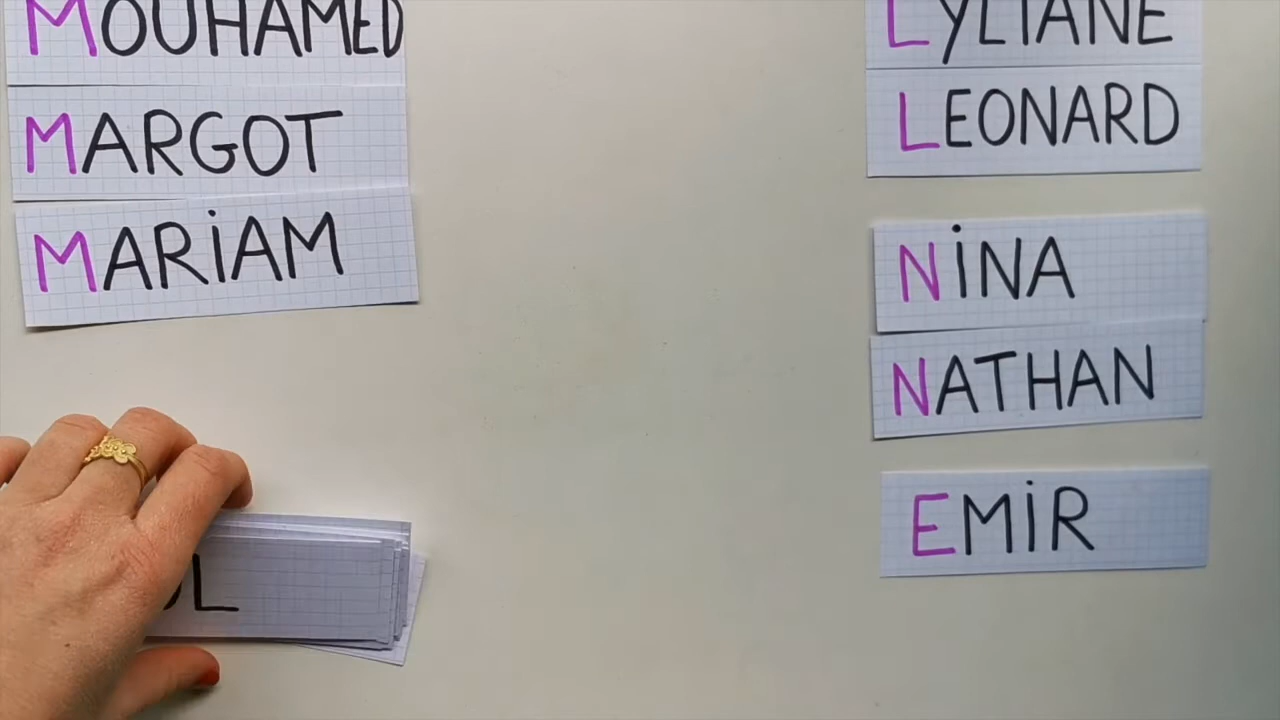 MOUHAMED
MARGOT
MARiAM
LYLIANE
LEONARD
NiNA
NATHAN
EMiR